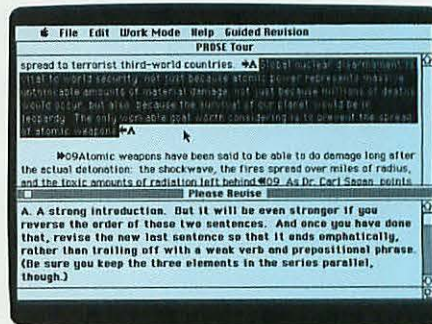 File Edit Work Mode Help Guided Revision
PROSE Tour
spread to terrorist third-world countries. A Global nuclear disarmament is
vital to world security, not just because atomic power represents massive,
untold amounts of material damage, not just because millions of deaths
would occur, but also because the survival of our planet would be in
jeopardy. The only workable goal worth considering is to prevent the spread
of atomic weapons. A
09Atomic weapons have been said to be able to do damage long after
the actual detonation: the shockwave, the fires spread over miles of radius,
and the toxic amounts of radiation left behind 09. As Dr. Carl Sagan points
Please Revise
A. A strong introduction. But it will be even stronger if you
reverse the order of these two sentences. And once you have done
that, revise the new last sentence so that it ends emphatically,
rather than trailing off with a weak verb and prepositional phrase.
(Be sure you keep the three elements in the series parallel,
though.)